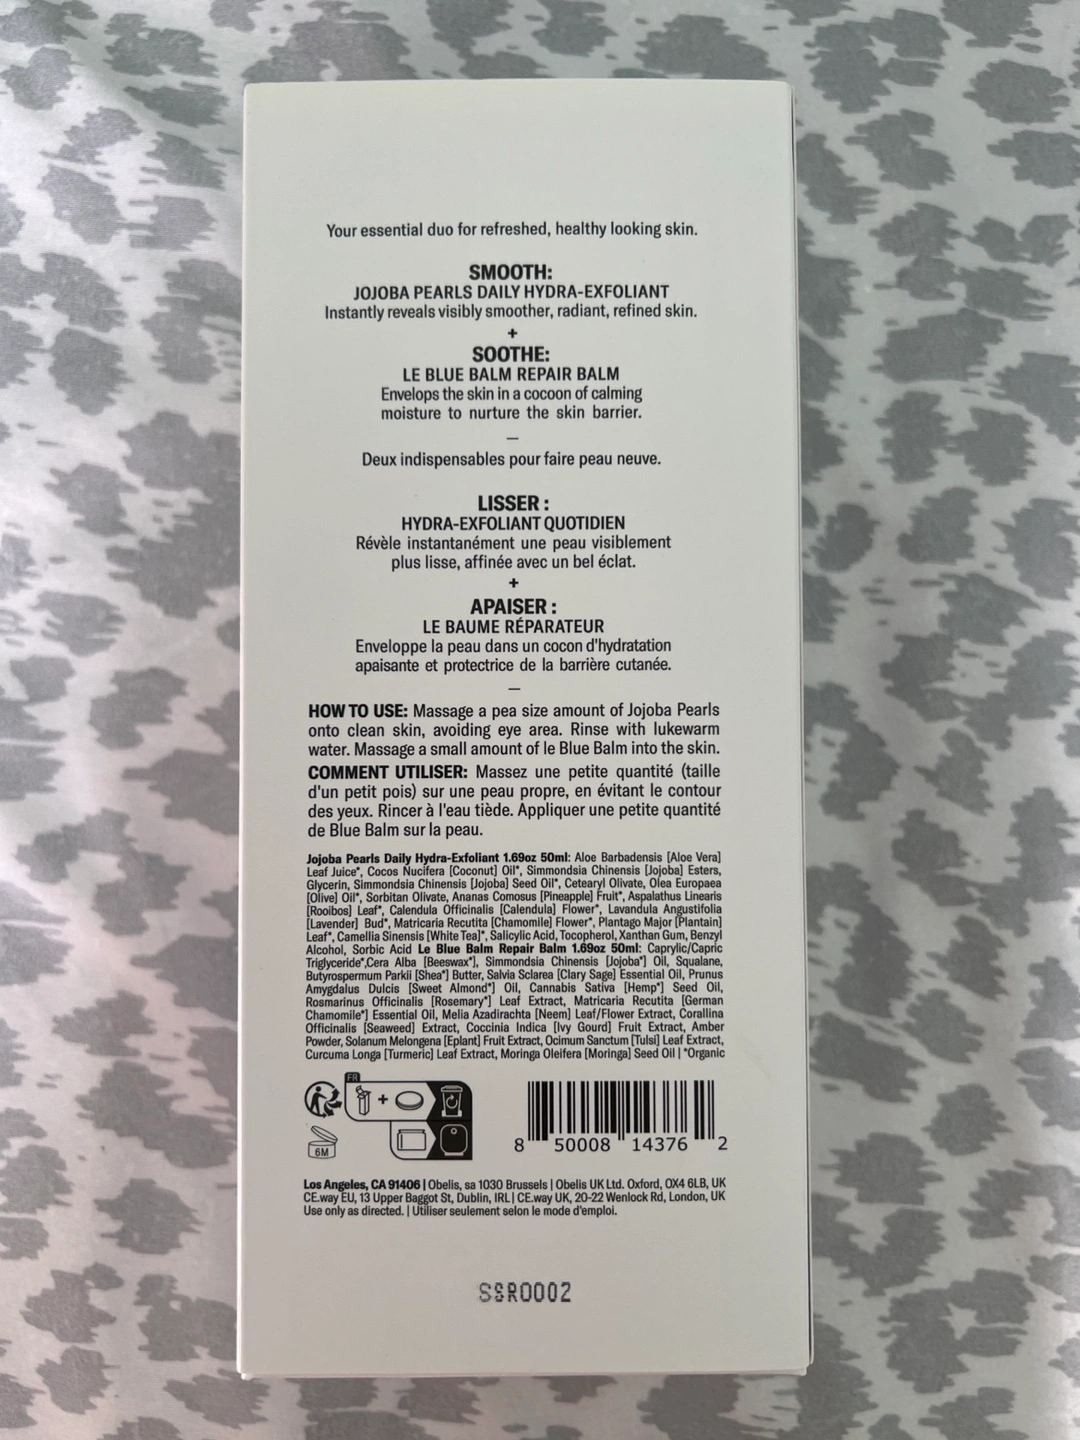 Your essential duo for refreshed, healthy looking skin.
SMOOTH:
JOJOBA PEARLS DAILY HYDRA-EXFOLIANT
Instantly reveals visibly smoother, radiant, refined skin.
+
SOOTHE:
LE BLUE BALM REPAIR BALM
Envelops the skin in a cocoon of calming
moisture to nurture the skin barrier.
—
Deux indispensables pour faire peau neuve.
LISSER :
HYDRA-EXFOLIANT QUOTIDIEN
Révèle instantanément une peau visiblement
plus lisse, affinée avec un bel éclat.
+
APAISER :
LE BAUME RÉPARATEUR
Enveloppe la peau dans un cocon d'hydratation
apaisante et protectrice de la barrière cutanée.
—
HOW TO USE: Massage a pea size amount of Jojoba Pearls
onto clean skin, avoiding eye area. Rinse with lukewarm
water. Massage a small amount of le Blue Balm into the skin.
COMMENT UTILISER: Massez une petite quantité (taille
d'un petit pois) sur une peau propre, en évitant le contour
des yeux. Rincer à l'eau tiède. Appliquer une petite quantité
de Blue Balm sur la peau.
Jojoba Pearls Daily Hydra-Exfoliant 1.69oz 50ml: Aloe Barbadensis [Aloe Vera]
Leaf Juice*, Cocos Nucifera [Coconut] Oil*, Simmondsia Chinensis [Jojoba] Esters,
Glycerin, Simmondsia Chinensis [Jojoba] Seed Oil*, Cetearyl Olivate, Olea Europaea
[Olive] Oil*, Sorbitan Olivate, Ananas Comosus [Pineapple] Fruit*, Aspalathus Linearis
[Rooibos] Leaf*, Calendula Officinalis [Calendula] Flower*, Lavandula Angustifolia
[Lavender] Bud*, Matricaria Recutita [Chamomile] Flower*, Plantago Major [Plantain]
Leaf*, Camellia Sinensis [White Tea]*, Salicylic Acid, Tocopherol, Xanthan Gum, Benzyl
Alcohol, Sorbic Acid Le Blue Balm Repair Balm 1.69oz 50ml: Caprylic/Capric
Triglyceride*,Cera Alba [Beeswax*], Simmondsia Chinensis [Jojoba*] Oil, Squalane,
Butyrospermum Parkii [Shea*] Butter, Salvia Sclarea [Clary Sage] Essential Oil, Prunus
Amygdalus Dulcis [Sweet Almond*] Oil, Cannabis Sativa [Hemp*] Seed Oil,
Rosmarinus Officinalis [Rosemary*] Leaf Extract, Matricaria Recutita [German
Chamomile*] Essential Oil, Melia Azadirachta [Neem] Leaf/Flower Extract, Corallina
Officinalis [Seaweed] Extract, Coccinia Indica [Ivy Gourd] Fruit Extract, Amber
Powder, Solanum Melongena [Eplant] Fruit Extract, Ocimum Sanctum [Tulsi] Leaf Extract,
Curcuma Longa [Turmeric] Leaf Extract, Moringa Oleifera [Moringa] Seed Oil | *Organic
FR
+
6M
8 50008 14376 2
Los Angeles, CA 91406 | Obelis, sa 1030 Brussels | Obelis UK Ltd. Oxford, OX4 6LB, UK
CE.way EU, 13 Upper Baggot St, Dublin, IRL | CE.way UK, 20-22 Wenlock Rd, London, UK
Use only as directed. | Utiliser seulement selon le mode d'emploi.
S&R0002